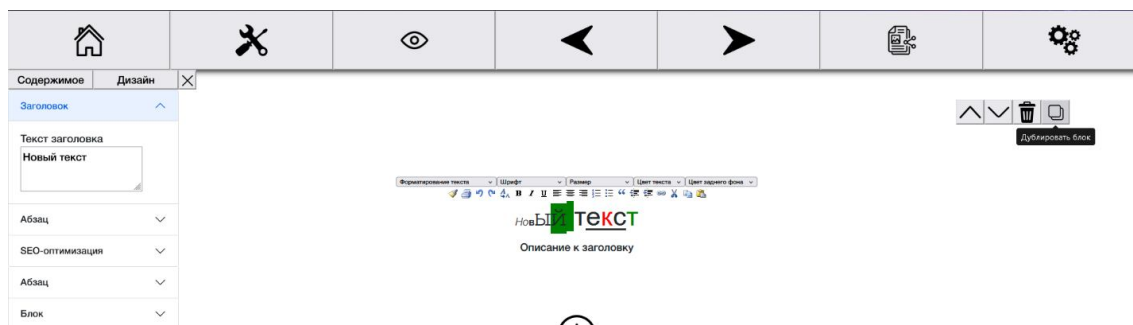 Содержимое Дизайн
Заголовок
Текст заголовка
Новый текст
Абзац
SEO-оптимизация
Абзац
Блок
Дублировать блок
Форматирование текста Шрифт Размер Цвет текста Цвет заднего фона
Новый текст
Описание к заголовку